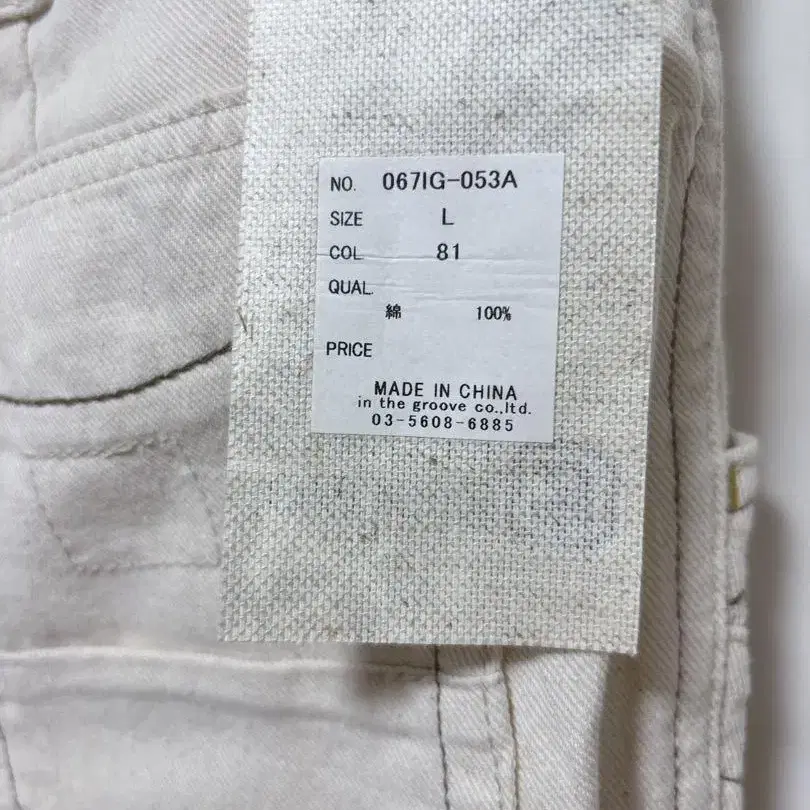 NO. 067IG-053A
SIZE L
COL 81
QUAL.
綿 100%
PRICE
MADE IN CHINA
in the groove co.,ltd.
03-5608-6885